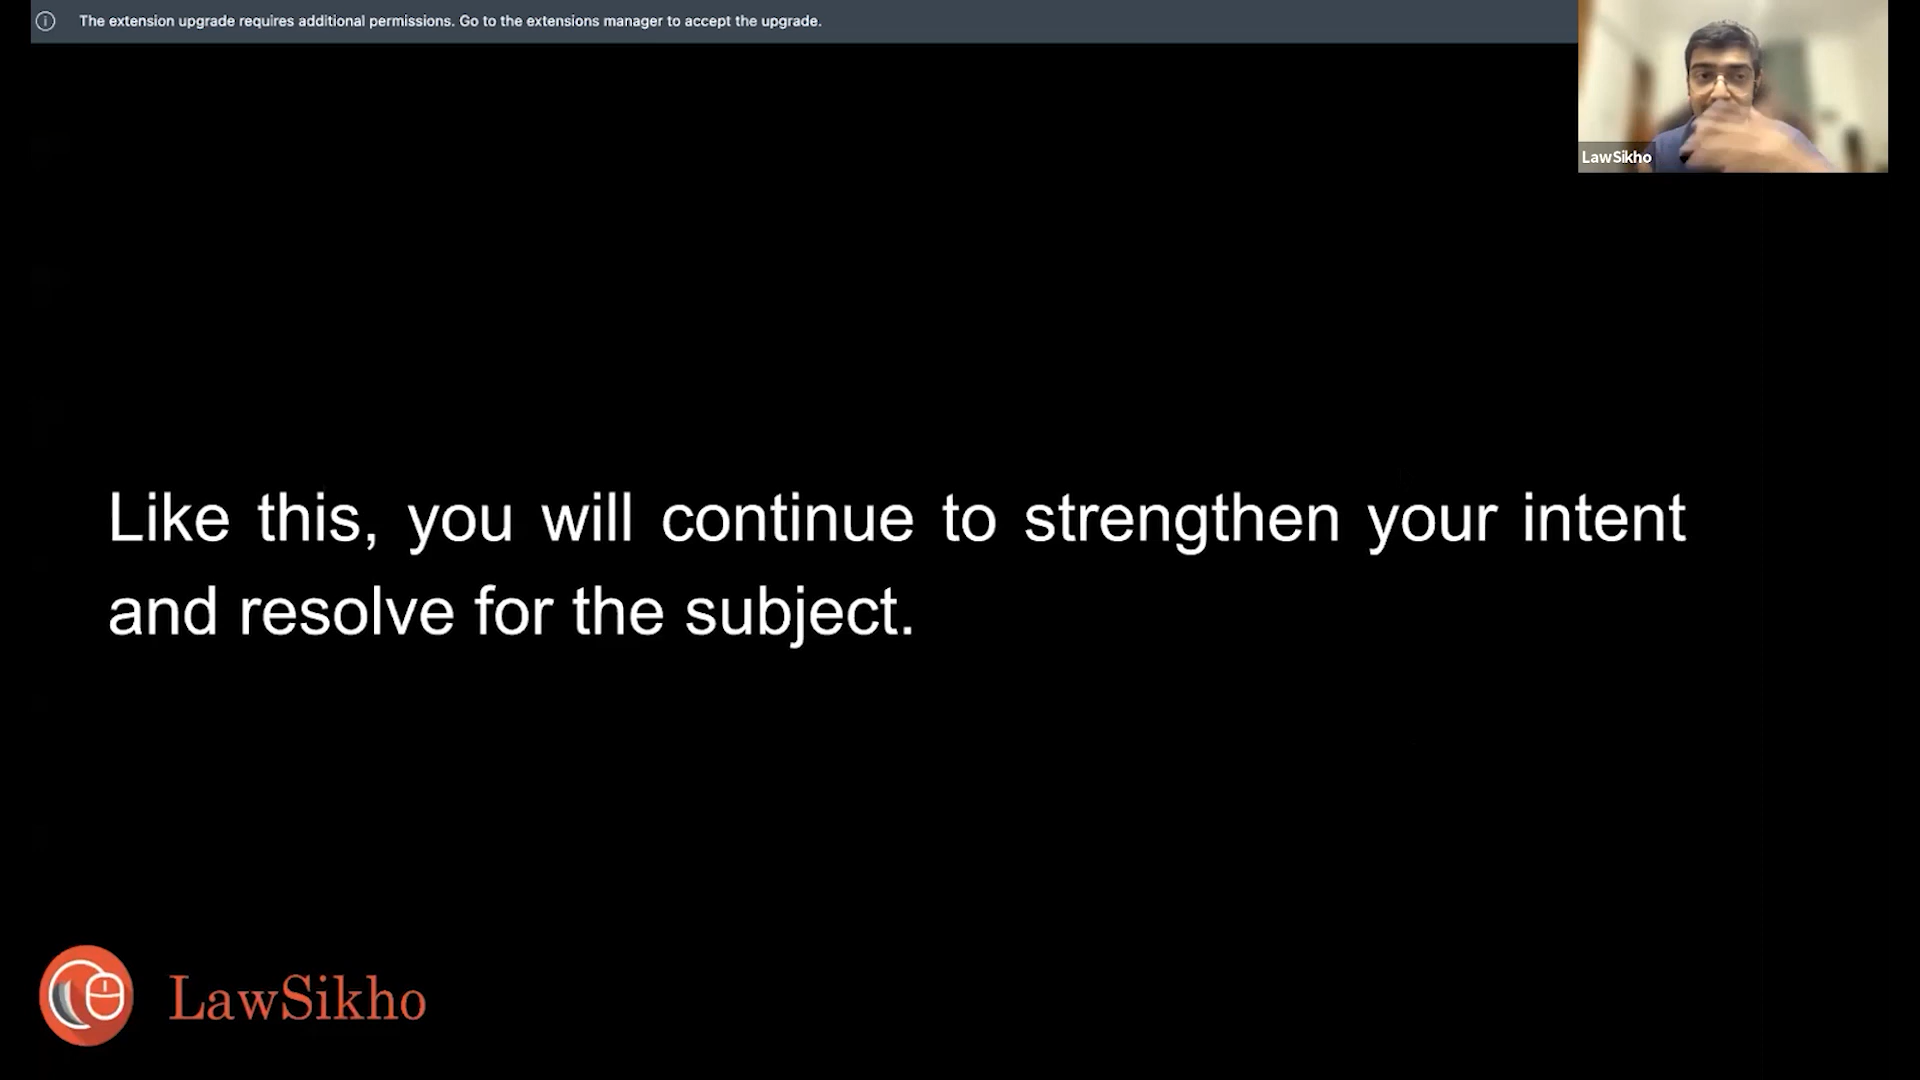 The extension upgrade requires additional permissions. Go to the extensions manager to accept the upgrade.
LawSikho
Like this, you will continue to strengthen your intent
and resolve for the subject.
LawSikho